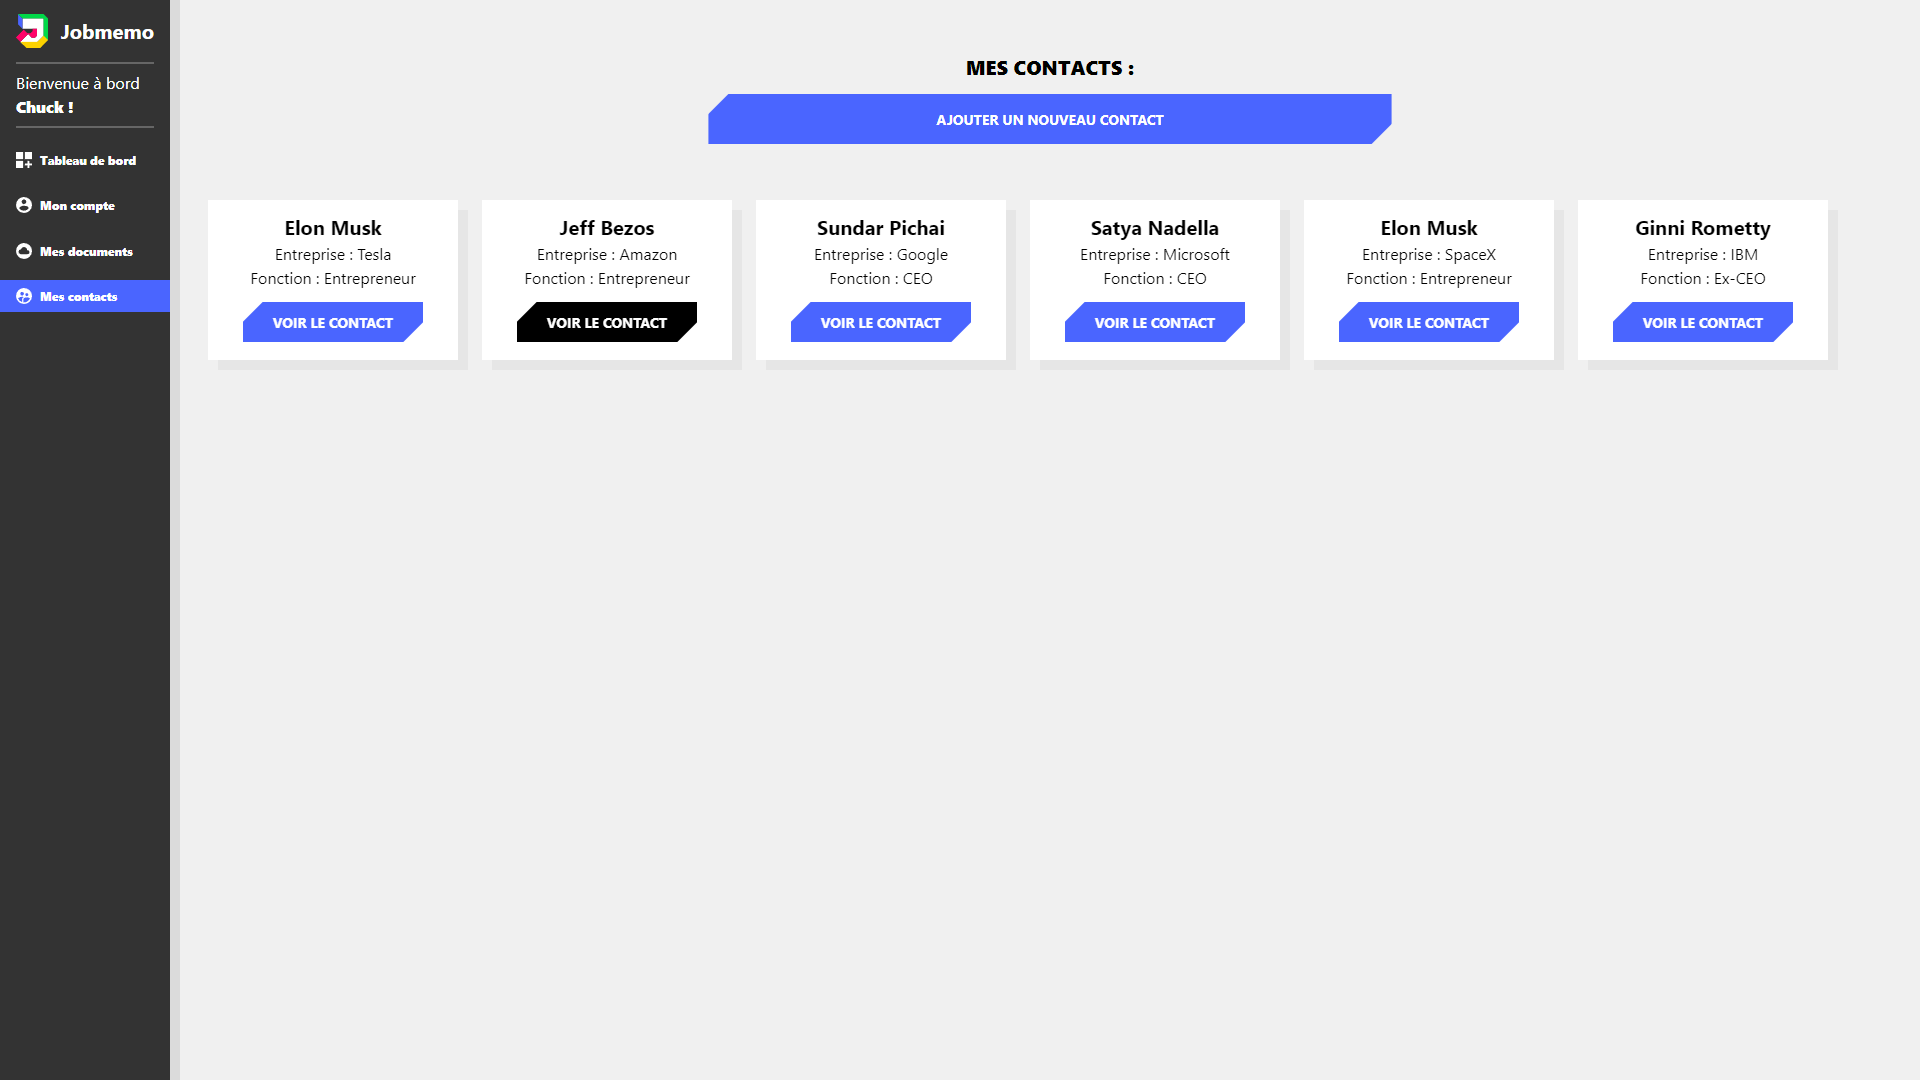 Jobmemo
Bienvenue à bord
Chuck !
Tableau de bord
Mon compte
Mes documents
Mes contacts
MES CONTACTS :
AJOUTER UN NOUVEAU CONTACT
Elon Musk
Entreprise : Tesla
Fonction : Entrepreneur
VOIR LE CONTACT
Jeff Bezos
Entreprise : Amazon
Fonction : Entrepreneur
VOIR LE CONTACT
Sundar Pichai
Entreprise : Google
Fonction : CEO
VOIR LE CONTACT
Satya Nadella
Entreprise : Microsoft
Fonction : CEO
VOIR LE CONTACT
Elon Musk
Entreprise : SpaceX
Fonction : Entrepreneur
VOIR LE CONTACT
Ginni Rometty
Entreprise : IBM
Fonction : Ex-CEO
VOIR LE CONTACT